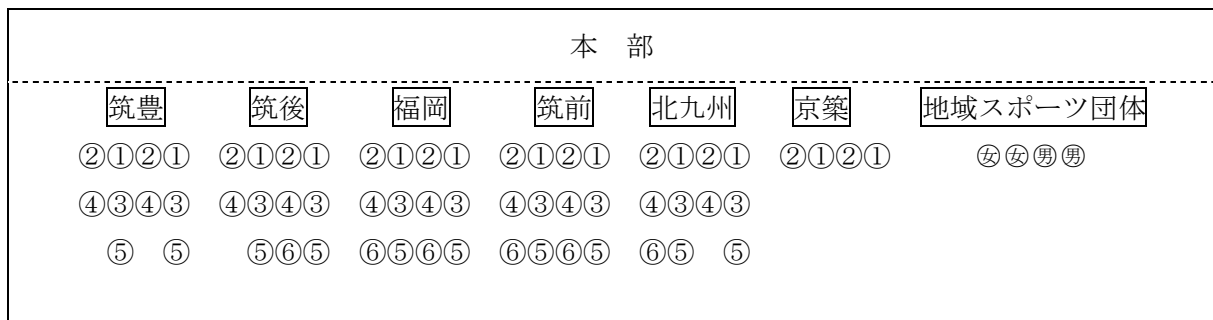 本 部
筑豊 筑後 福岡 筑前 北九州 京築 地域スポーツ団体
②①②① ②①②① ②①②① ②①②① ②①②① ②①②① ㊛㊛㊚㊚
④③④③ ④③④③ ④③④③ ④③④③ ④③④③
⑤ ⑤ ⑤⑥⑤ ⑥⑤⑥⑤ ⑥⑤⑥⑤ ⑥⑤ ⑤